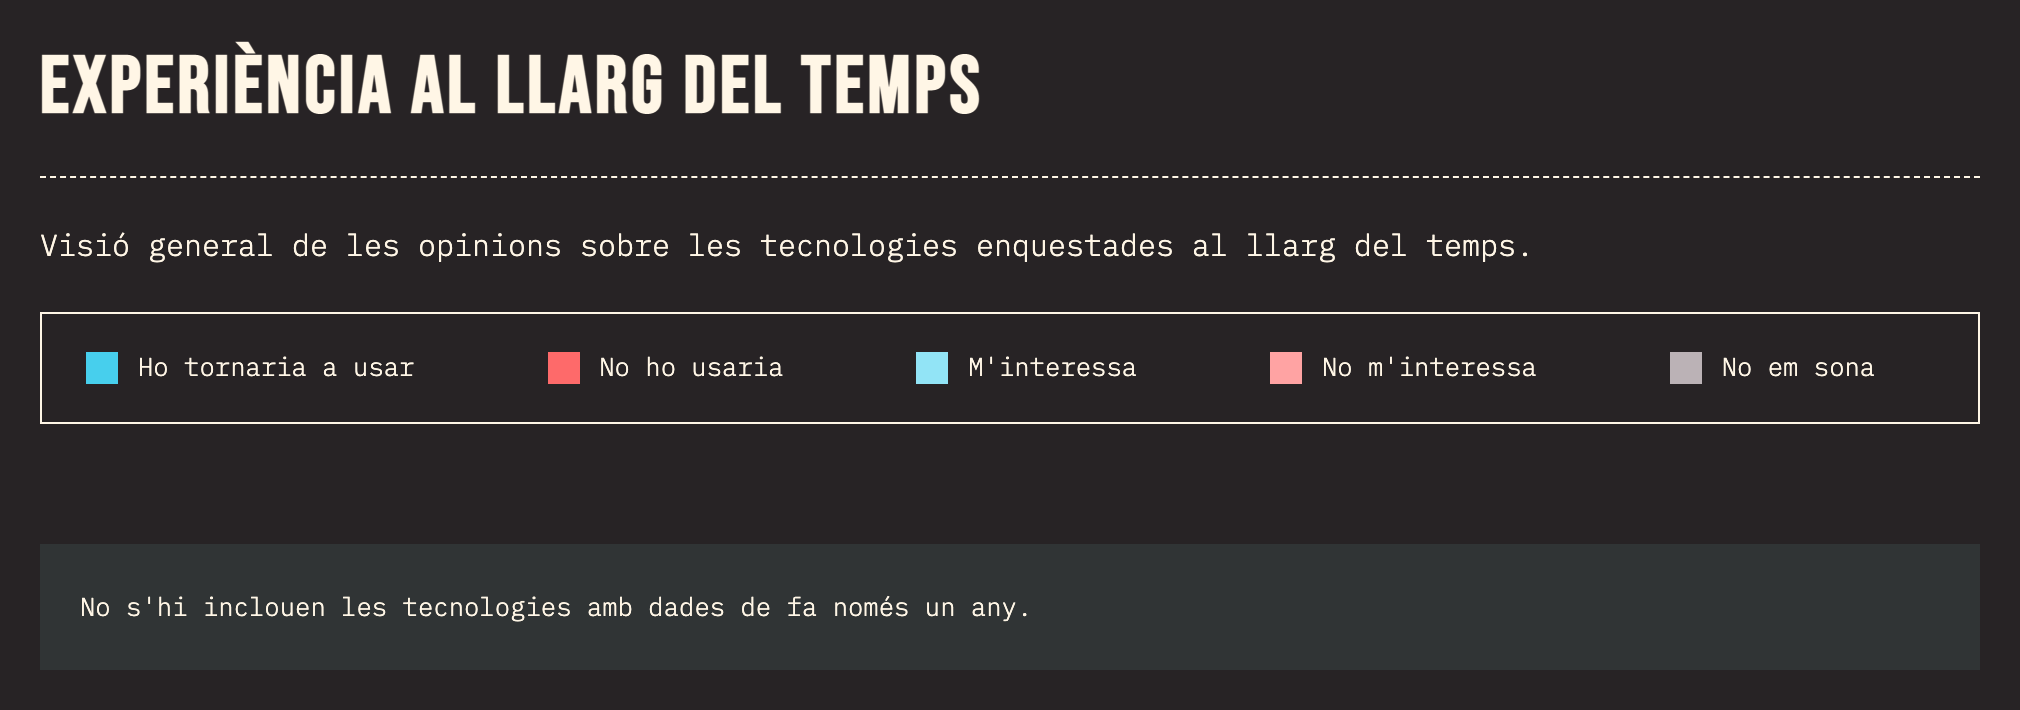 EXPERIÈNCIA AL LLARG DEL TEMPS
Visió general de les opinions sobre les tecnologies enquestades al llarg del temps.
Ho tornaria a usar No ho usaria M'interessa No m'interessa No em sona
No s'hi inclouen les tecnologies amb dades de fa només un any.